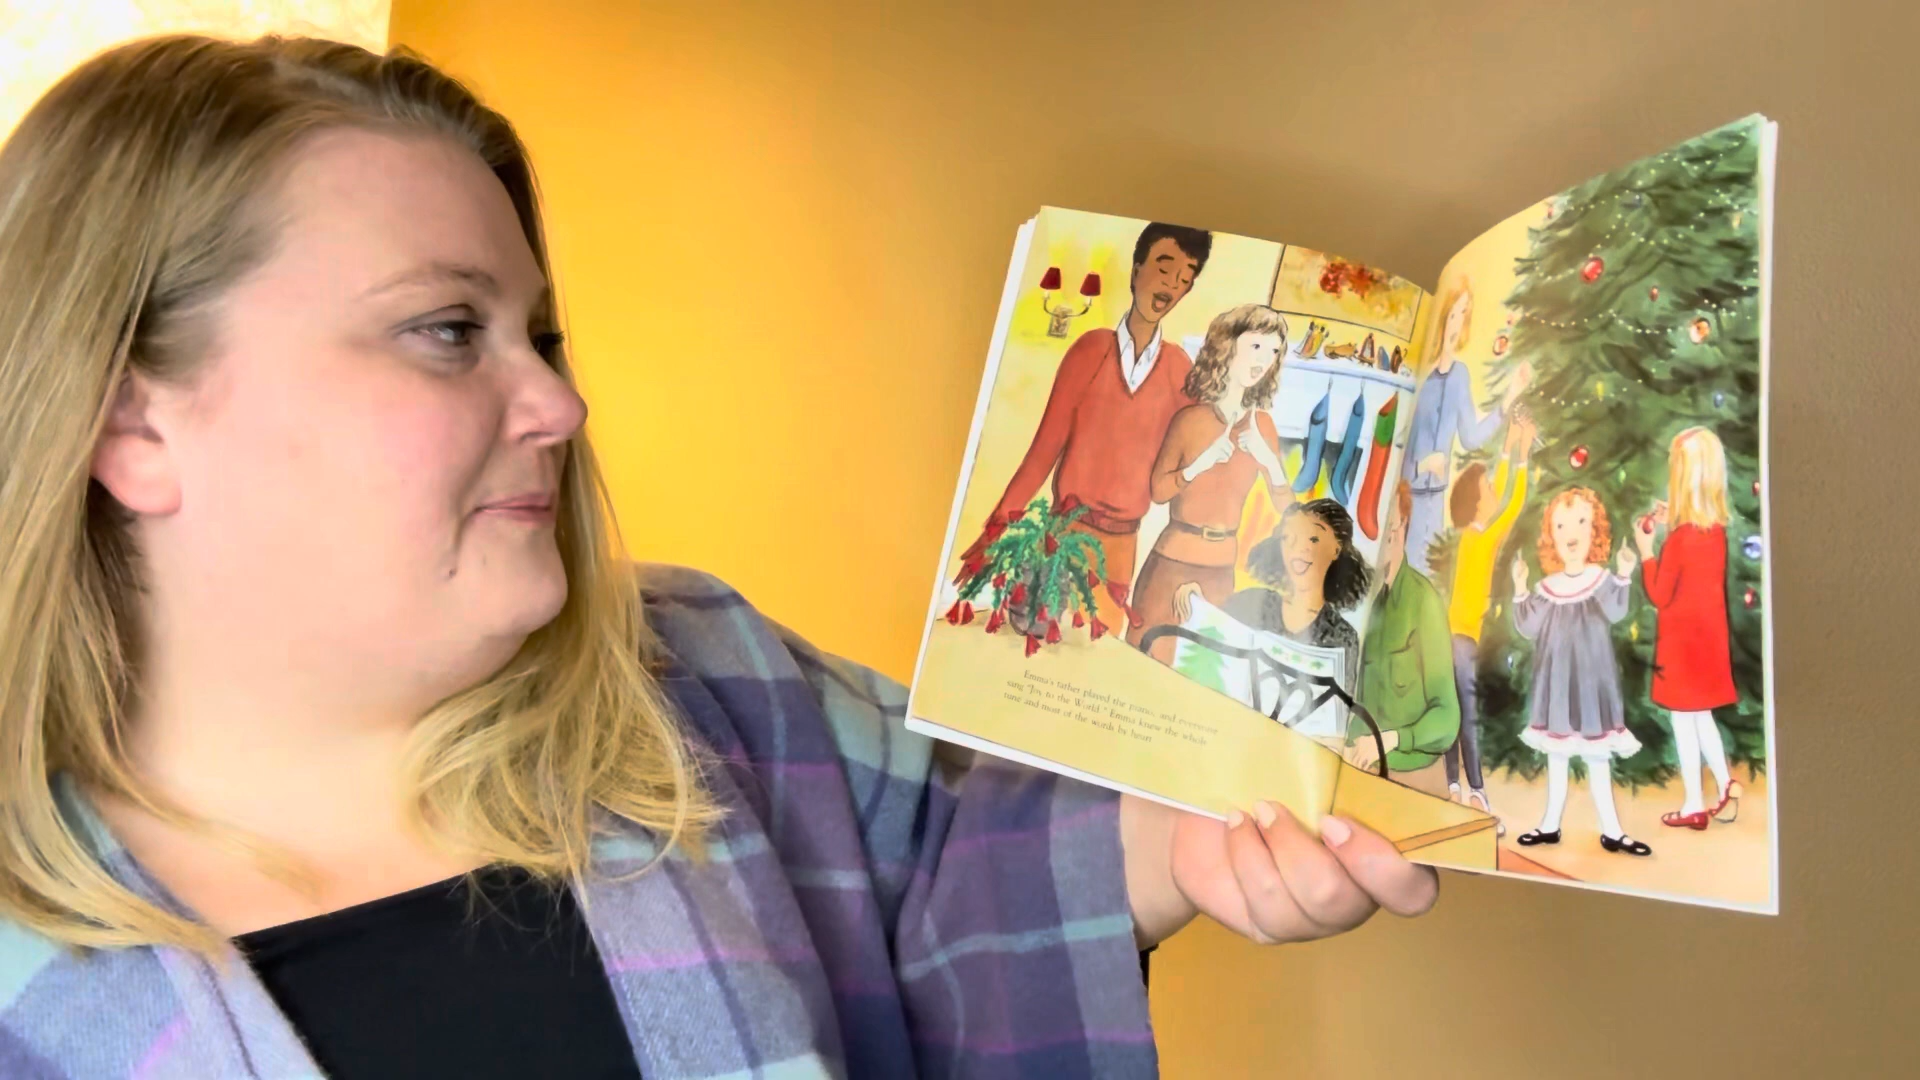 Emma's father played the piano, and everyone
sang "Joy to the World." Emma knew the whole
tune and most of the words by heart.